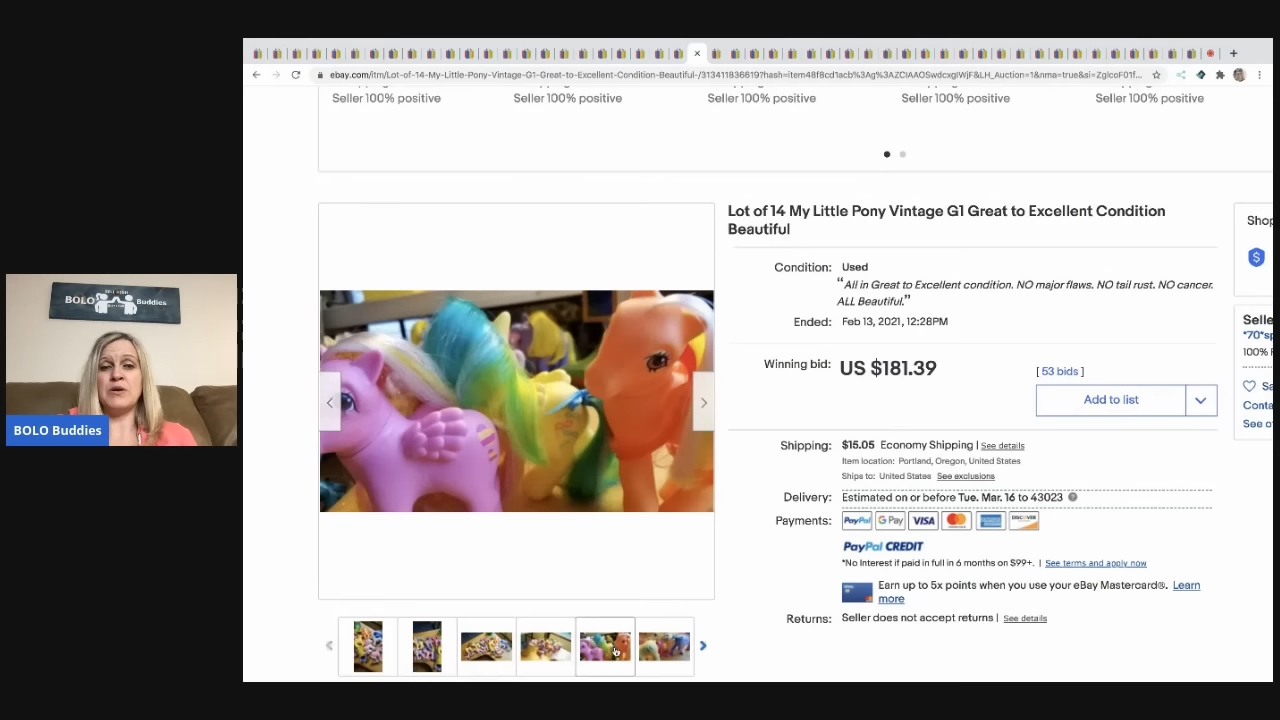 ebay.com/itm/Lot-of-14-My-Little-Pony-Vintage-G1-Great-to-Excellent-Condition-Beautiful-/313411836619?hash=item48f8cd1acb%3Ag%3AZCIAAOSwdcxglWjF&LH_Auction=1&nma=true&si=ZglcoF01f...
Seller 100% positive Seller 100% positive Seller 100% positive Seller 100% positive Seller 100% positive
Lot of 14 My Little Pony Vintage G1 Great to Excellent Condition
Beautiful
Shop
Condition: Used
“All in Great to Excellent condition. NO major flaws. NO tail rust. NO cancer.
ALL Beautiful.”
Ended: Feb 13, 2021, 12:28PM
Selle
*70*sp
100% F
Winning bid: US $181.39
[ 53 bids ]
Add to list
Sa
Conta
See o
Shipping: $15.05 Economy Shipping | See details
Item location: Portland, Oregon, United States
Ships to: United States See exclusions
Delivery: Estimated on or before Tue. Mar. 16 to 43023
Payments: PayPal G Pay VISA DISCOVER
PayPal CREDIT
*No Interest if paid in full in 6 months on $99+. | See terms and apply now
Earn up to 5x points when you use your eBay Mastercard®. Learn
more
Returns: Seller does not accept returns | See details
BOLO Buddies
BOLO Buddies